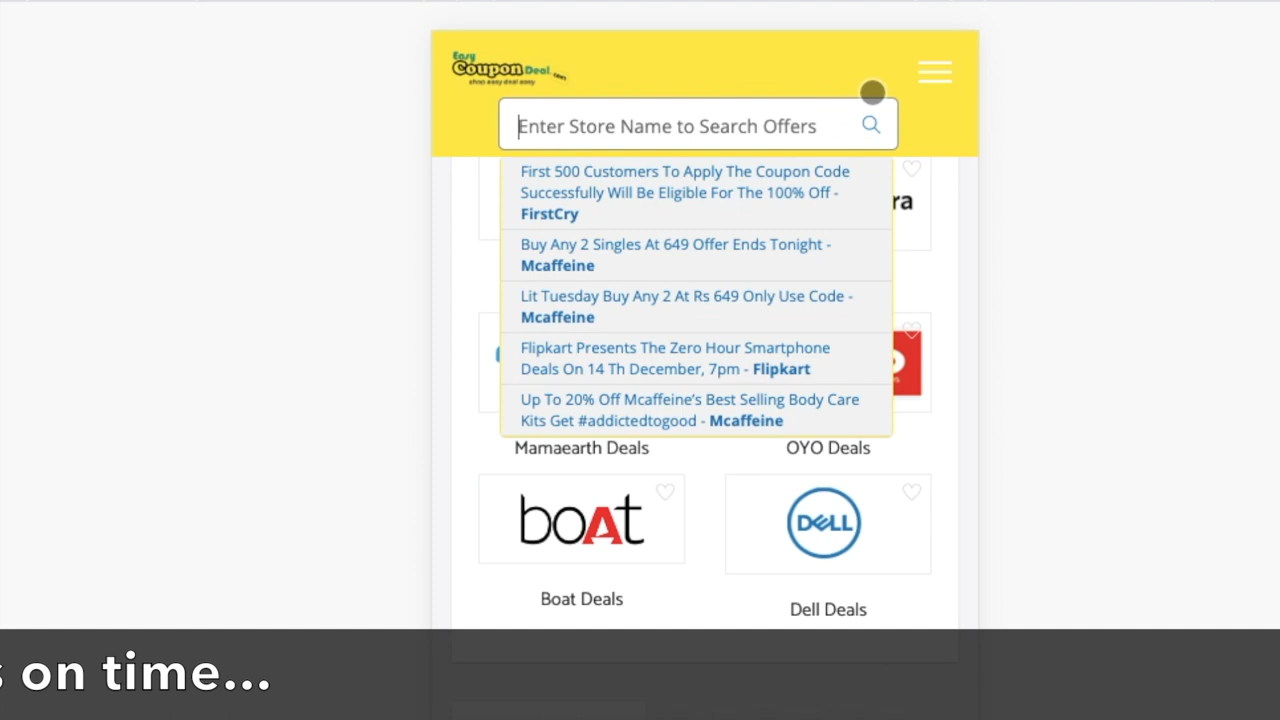 Easy
Coupon Deal .com
shop easy deal easy
Enter Store Name to Search Offers
First 500 Customers To Apply The Coupon Code
Successfully Will Be Eligible For The 100% Off -
FirstCry
ra
Buy Any 2 Singles At 649 Offer Ends Tonight -
Mcaffeine
Lit Tuesday Buy Any 2 At Rs 649 Only Use Code -
Mcaffeine
Flipkart Presents The Zero Hour Smartphone
Deals On 14 Th December, 7pm - Flipkart
Up To 20% Off Mcaffeine’s Best Selling Body Care
Kits Get #addictedtogood - Mcaffeine
Mamaearth Deals
OYO Deals
boAt
DELL
Boat Deals
Dell Deals
s on time...